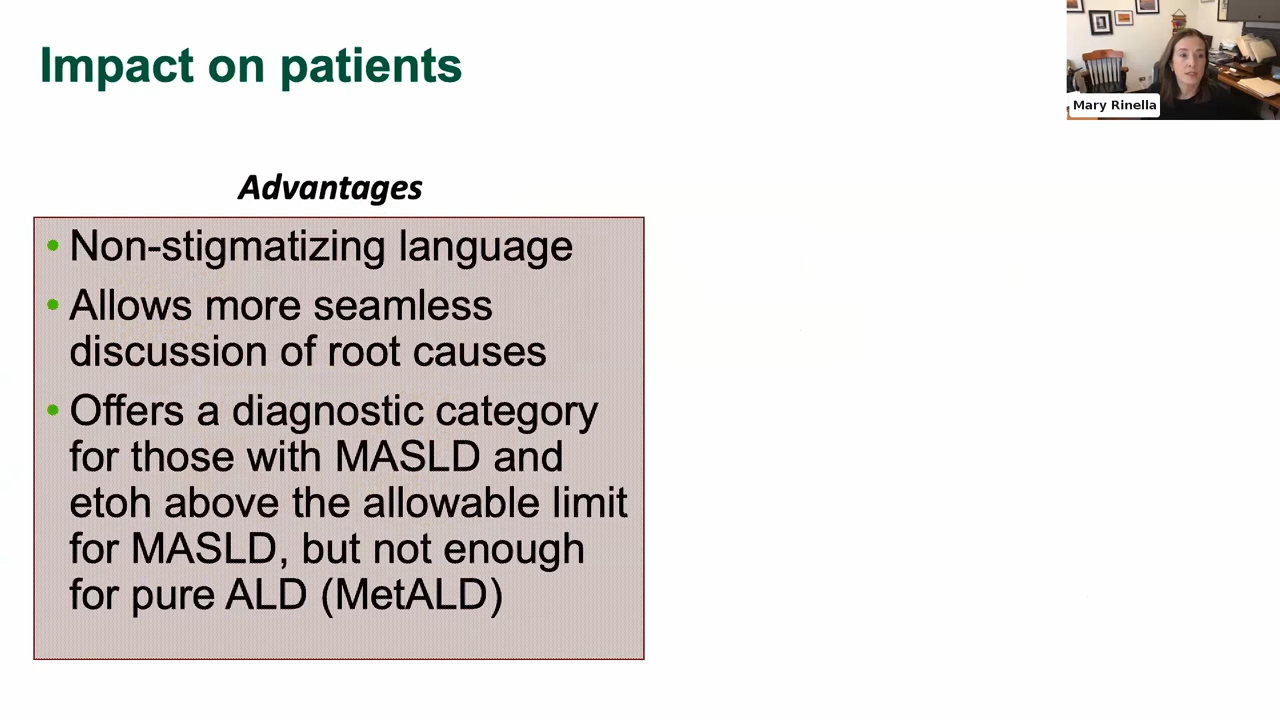 Impact on patients
Mary Rinella
Advantages
• Non-stigmatizing language
• Allows more seamless
discussion of root causes
• Offers a diagnostic category
for those with MASLD and
etoh above the allowable limit
for MASLD, but not enough
for pure ALD (MetALD)